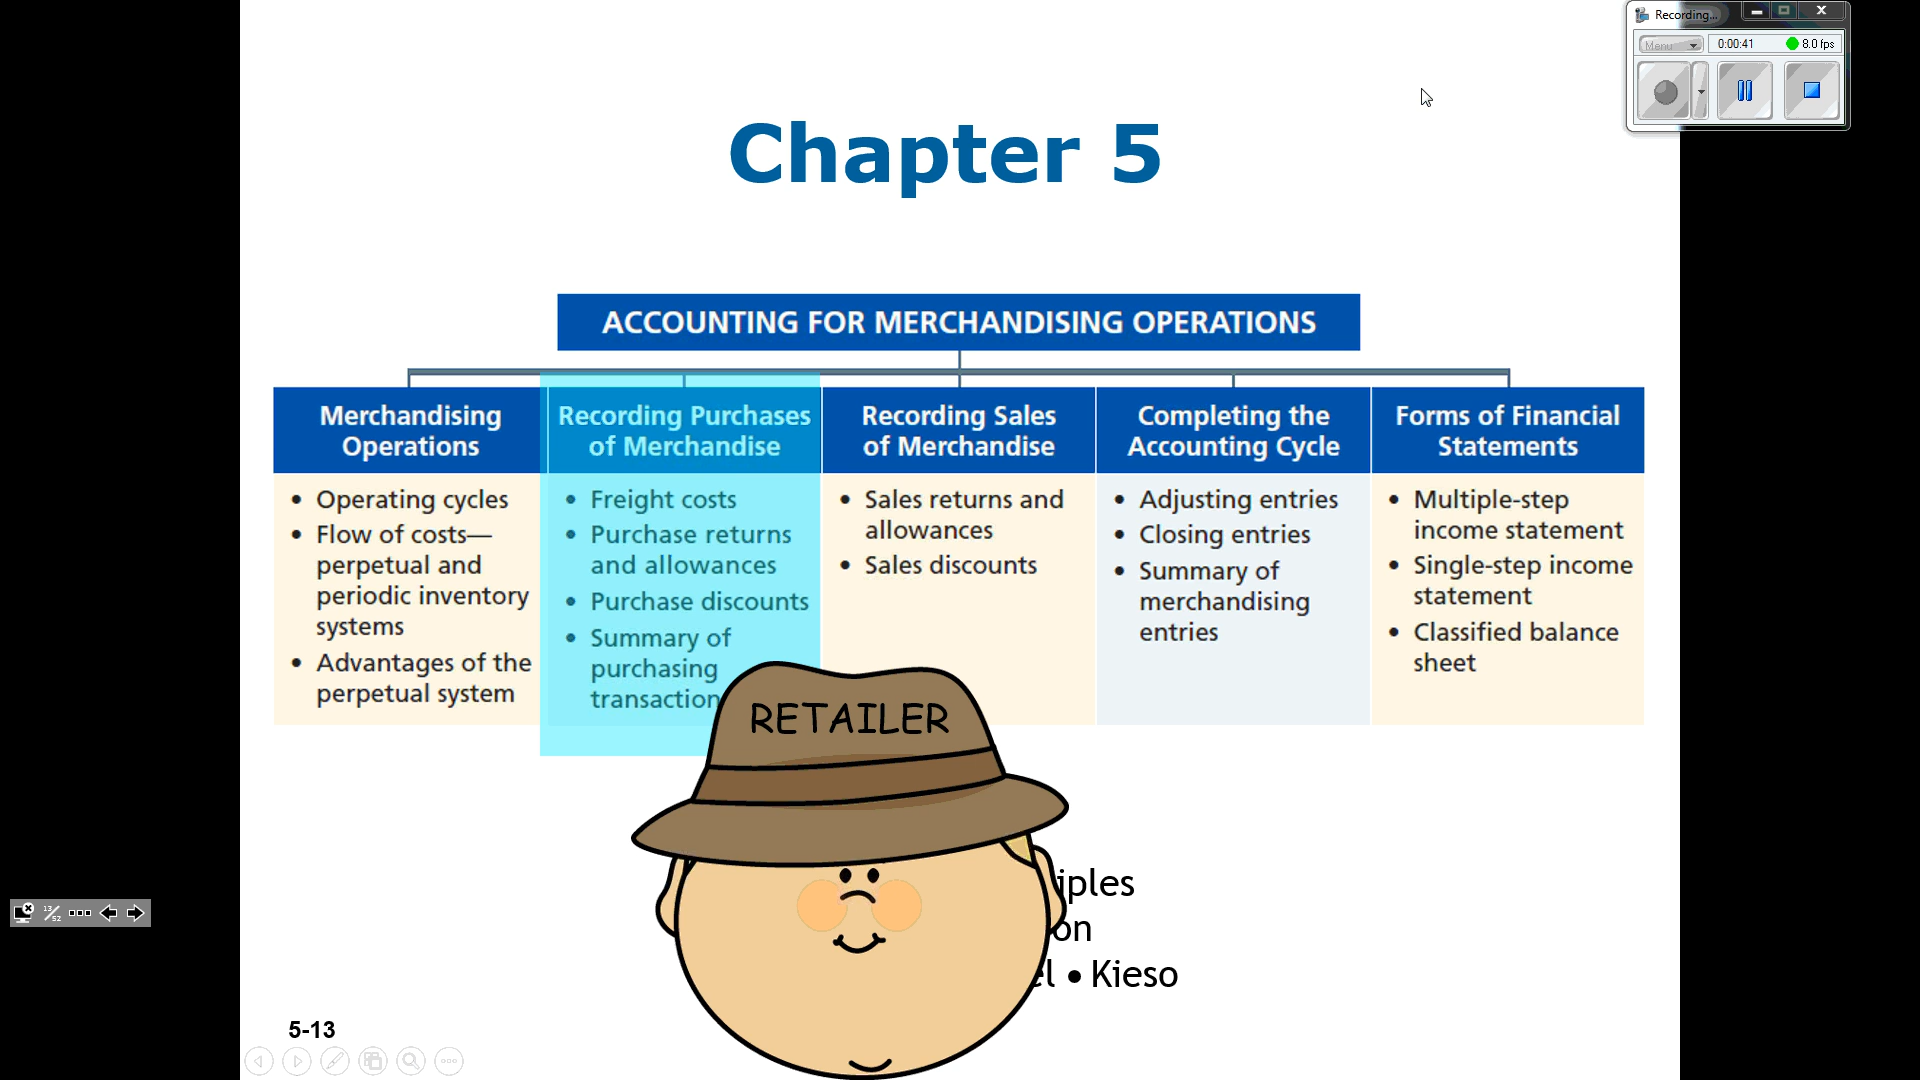 Recording...
Menu
0:00:41
8.0 fps
Chapter 5
ACCOUNTING FOR MERCHANDISING OPERATIONS
Merchandising
Operations
• Operating cycles
• Flow of costs—
perpetual and
periodic inventory
systems
• Advantages of the
perpetual system
Recording Purchases
of Merchandise
• Freight costs
• Purchase returns
and allowances
• Purchase discounts
• Summary of
purchasing
transaction
Recording Sales
of Merchandise
• Sales returns and
allowances
• Sales discounts
Completing the
Accounting Cycle
• Adjusting entries
• Closing entries
• Summary of
merchandising
entries
Forms of Financial
Statements
• Multiple-step
income statement
• Single-step income
statement
• Classified balance
sheet
RETAILER
iples
on
el • Kieso
13/52
5-13